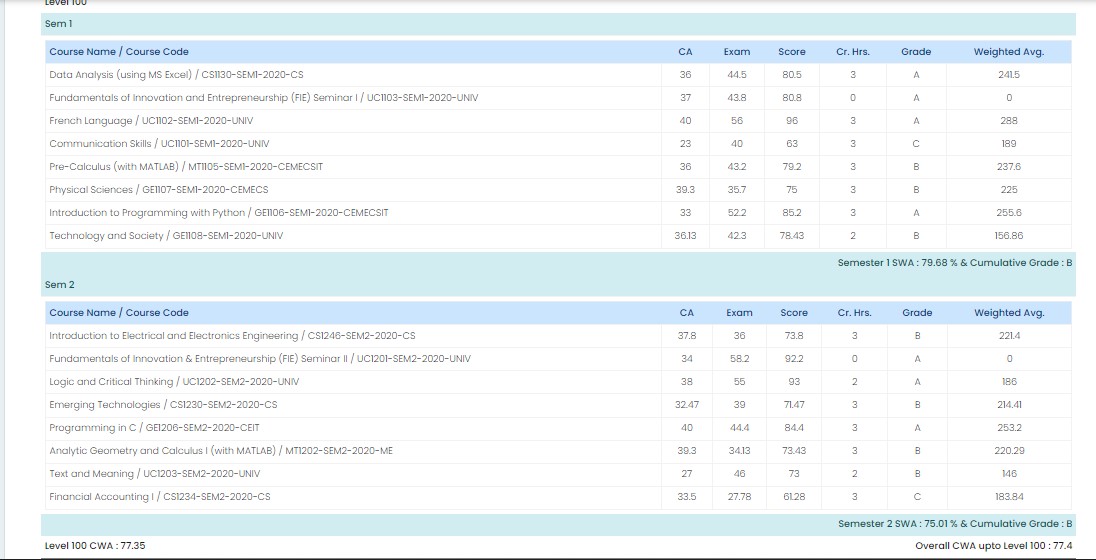 Level 100
Sem 1
Course Name / Course Code CA Exam Score Cr. Hrs. Grade Weighted Avg.
Data Analysis (using MS Excel) / CS1130-SEM1-2020-CS 36 44.5 80.5 3 A 241.5
Fundamentals of Innovation and Entrepreneurship (FIE) Seminar I / UC1103-SEM1-2020-UNIV 37 43.8 80.8 0 A 0
French Language / UC1102-SEM1-2020-UNIV 40 56 96 3 A 288
Communication Skills / UC1101-SEM1-2020-UNIV 23 40 63 3 C 189
Pre-Calculus (with MATLAB) / MT1105-SEM1-2020-CEMECSIT 36 43.2 79.2 3 B 237.6
Physical Sciences / GE1107-SEM1-2020-CEMECS 39.3 35.7 75 3 B 225
Introduction to Programming with Python / GE1106-SEM1-2020-CEMECSIT 33 52.2 85.2 3 A 255.6
Technology and Society / GE1108-SEM1-2020-UNIV 36.13 42.3 78.43 2 B 156.86
Semester 1 SWA : 79.68 % & Cumulative Grade : B
Sem 2
Course Name / Course Code CA Exam Score Cr. Hrs. Grade Weighted Avg.
Introduction to Electrical and Electronics Engineering / CS1246-SEM2-2020-CS 37.8 36 73.8 3 B 221.4
Fundamentals of Innovation & Entrepreneurship (FIE) Seminar II / UC1201-SEM2-2020-UNIV 34 58.2 92.2 0 A 0
Logic and Critical Thinking / UC1202-SEM2-2020-UNIV 38 55 93 2 A 186
Emerging Technologies / CS1230-SEM2-2020-CS 32.47 39 71.47 3 B 214.41
Programming in C / GE1206-SEM2-2020-CEIT 40 44.4 84.4 3 A 253.2
Analytic Geometry and Calculus I (with MATLAB) / MT1202-SEM2-2020-ME 39.3 34.13 73.43 3 B 220.29
Text and Meaning / UC1203-SEM2-2020-UNIV 27 46 73 2 B 146
Financial Accounting I / CS1234-SEM2-2020-CS 33.5 27.78 61.28 3 C 183.84
Semester 2 SWA : 75.01 % & Cumulative Grade : B
Level 100 CWA : 77.35 Overall CWA upto Level 100 : 77.4